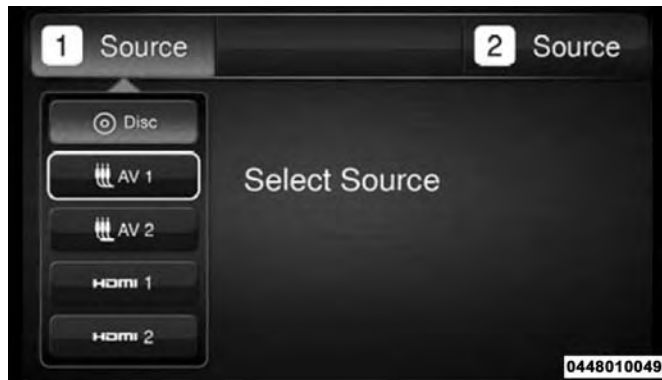 1 Source
2 Source
Disc
AV 1
Select Source
AV 2
HDMI 1
HDMI 2
0448010049